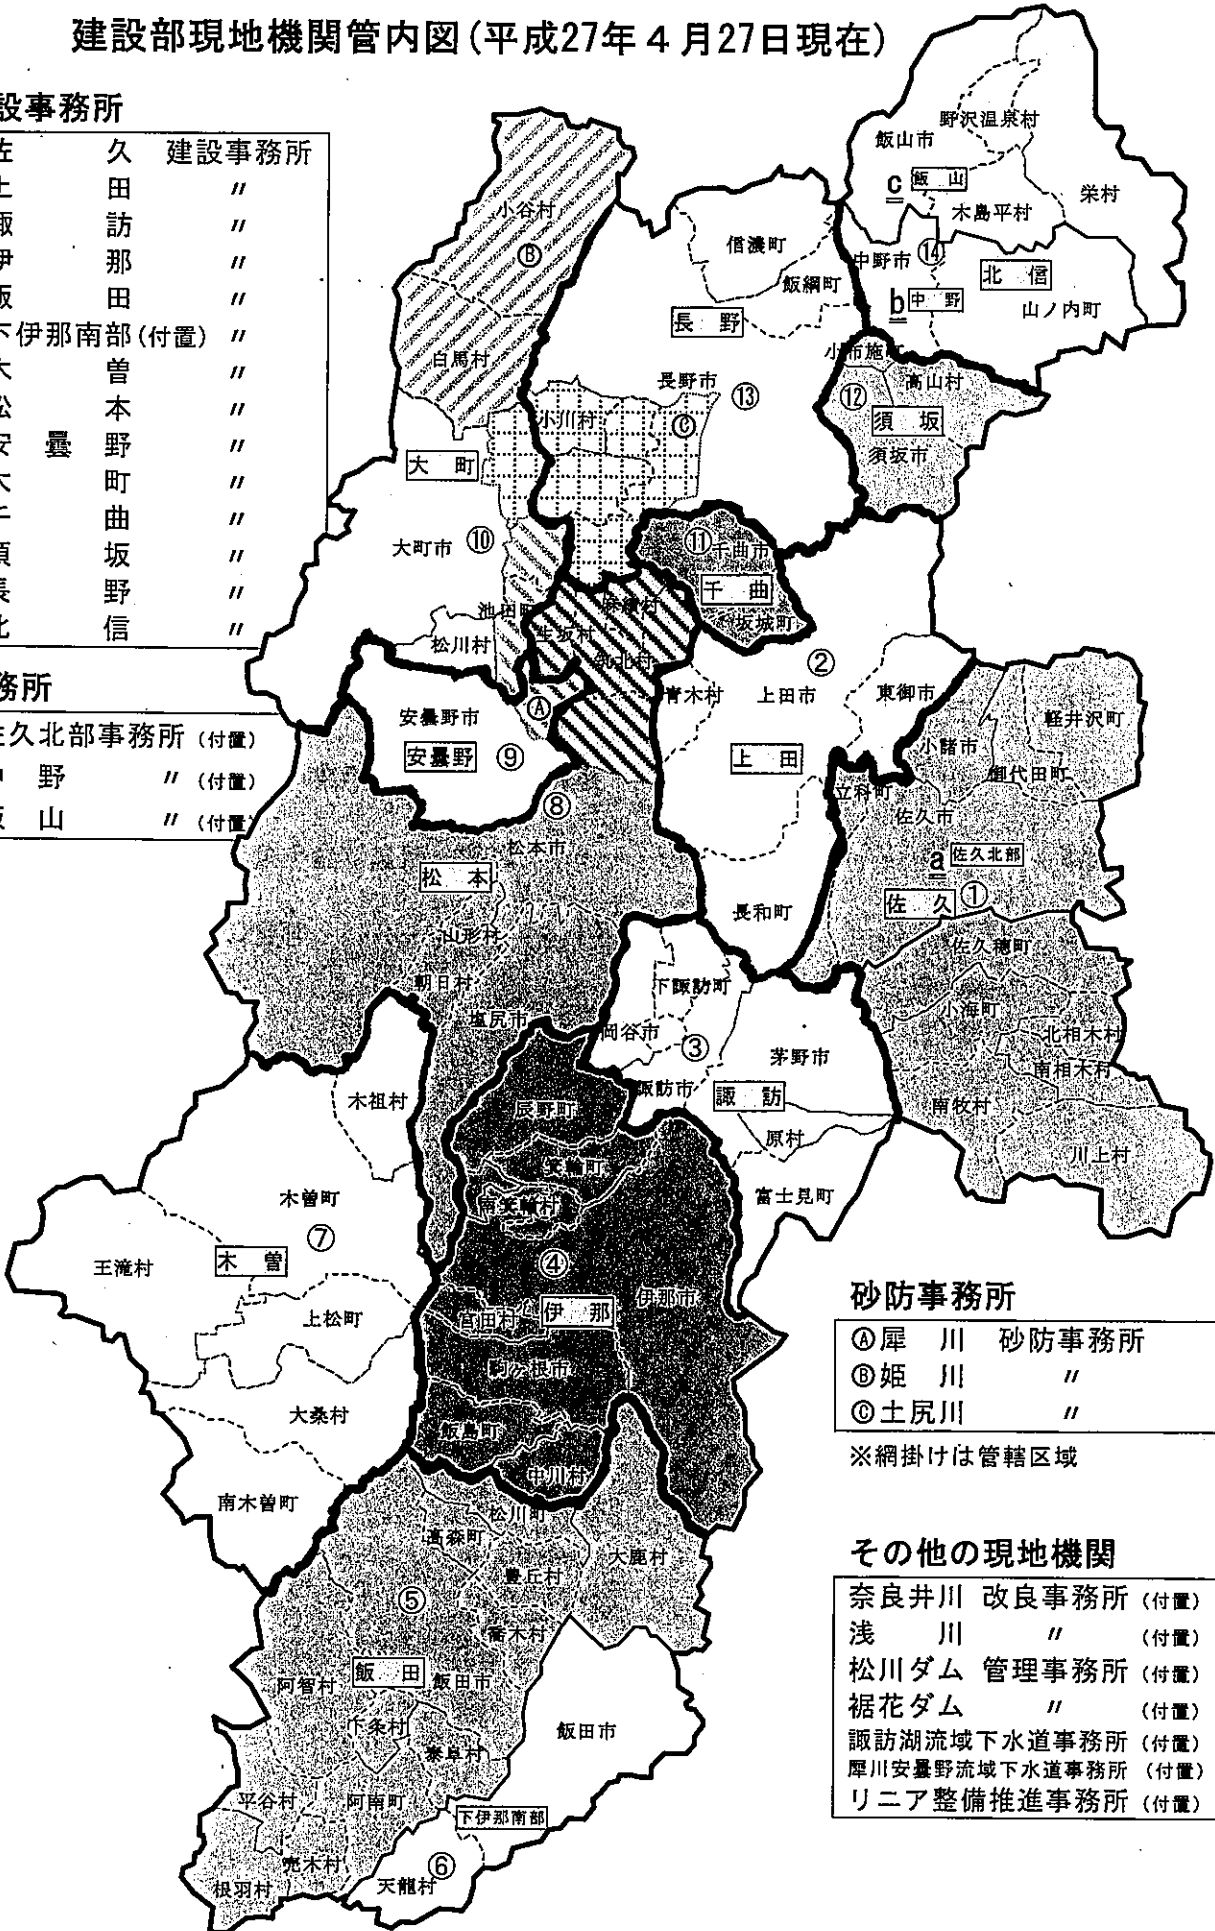 建設部現地機関管内図(平成27年4月27日現在)
設事務所
佐久 建設事務所
上田 〃
諏訪 〃
伊那 〃
飯田 〃
下伊那南部(付置) 〃
木曽 〃
松本 〃
安曇野 〃
大町 〃
千曲 〃
須坂 〃
長野 〃
北信 〃
務所
佐久北部事務所(付置)
中野 〃 (付置)
飯山 〃 (付置)
野沢温泉村
飯山市
c 飯山
栄村
木島平村
小谷村
Ⓑ
信濃町
中野市 ⑭
北信
飯綱町
b 中野
山ノ内町
長野
白馬村
小布施町
長野市 ⑬
高山村
⑫
小川村
Ⓒ
須坂
須坂市
大町
大町市 ⑩
⑪ 千曲市
千曲
池田町
麻績村
坂城町
松川村
生坂村
筑北村
②
青木村
上田市
東御市
安曇野市
Ⓐ
軽井沢町
安曇野 ⑨
小諸市
上田
御代田町
立科町
⑧
佐久市
松本市
a 佐久北部
松本
佐久 ①
長和町
山形村
佐久穂町
朝日村
下諏訪町
小海町
塩尻市
岡谷市
北相木村
③
茅野市
南相木村
諏訪市
諏訪
木祖村
辰野町
南牧村
原村
川上村
箕輪町
木曽町
南箕輪村
富士見町
⑦
王滝村
木曽
④
伊那市
上松町
宮田村
伊那
駒ヶ根市
大桑村
飯島町
中川村
南木曽町
松川町
高森町
大鹿村
豊丘村
⑤
喬木村
飯田
飯田市
阿智村
下条村
飯田市
泰阜村
平谷村
阿南町
下伊那南部
売木村
⑥
根羽村
天龍村
砂防事務所
Ⓐ犀川 砂防事務所
Ⓑ姫川 〃
Ⓒ土尻川 〃
※網掛けは管轄区域
その他の現地機関
奈良井川 改良事務所 (付置)
浅川 〃 (付置)
松川ダム 管理事務所 (付置)
裾花ダム 〃 (付置)
諏訪湖流域下水道事務所 (付置)
犀川安曇野流域下水道事務所 (付置)
リニア整備推進事務所 (付置)